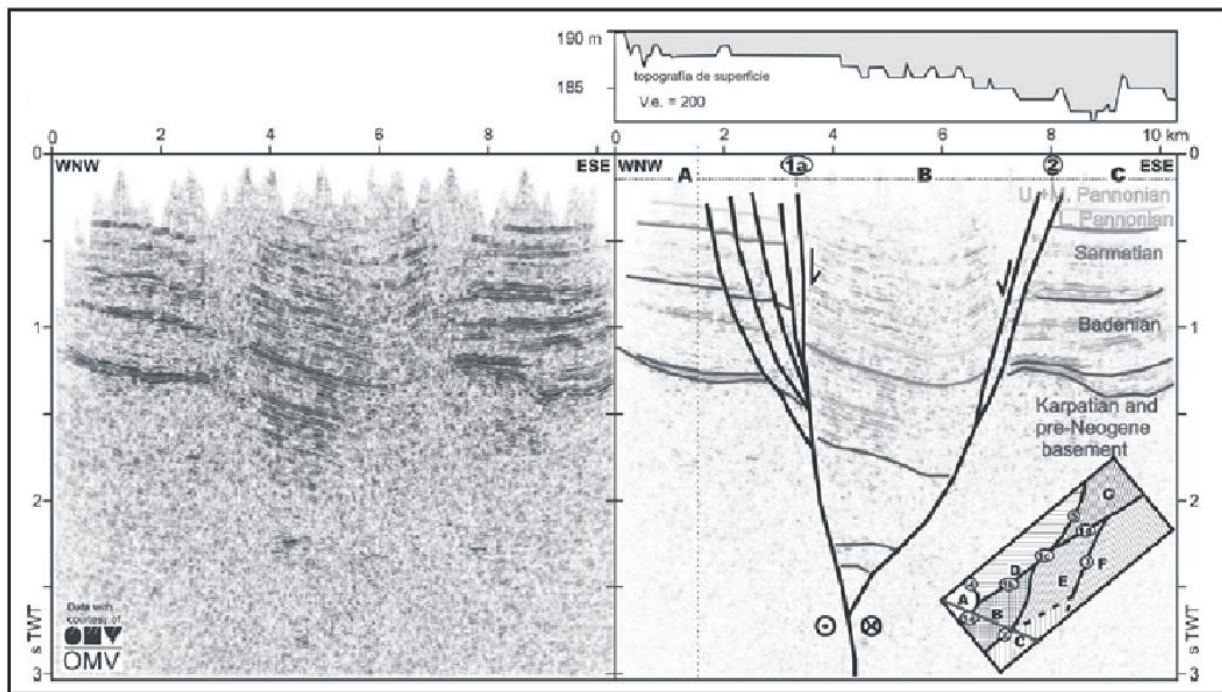 190 m
topografia de superfície
185
V.e. = 200
0 2 4 6 8
0 2 4 6 8 10 km
0
WNW
ESE
WNW
A
1a
B
2
C
ESE
0
Pannonian
Pannonian
Sarmatian
1
Badenian
1
Karpatian and
pre-Neogene
basement
2
2
C
D
F
E
A
B
C
Data with
courtesy of
OMV
s TWT
3
s TWT
3